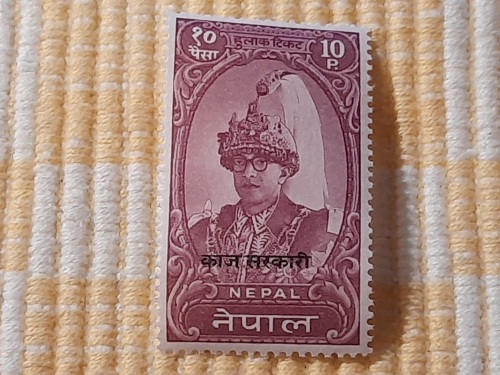 १० हुलाक टिकट 10
पैसा P.
काज सरकारी
NEPAL
नेपाल